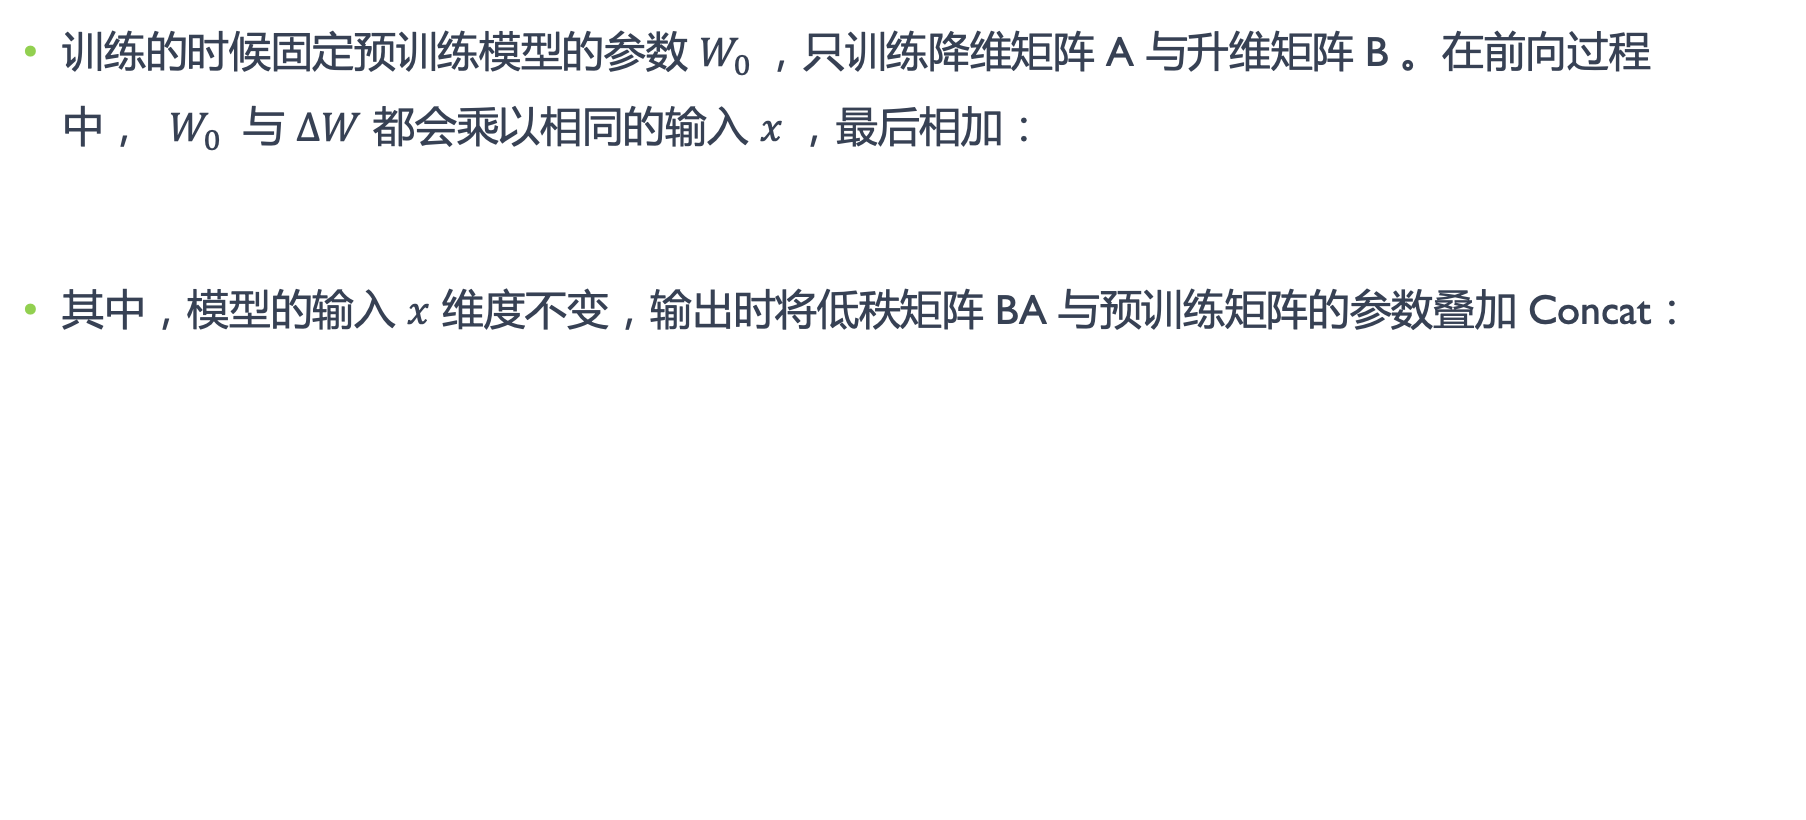 • 训练的时候固定预训练模型的参数 W₀ ，只训练降维矩阵 A 与升维矩阵 B 。在前向过程
中， W₀ 与 ΔW 都会乘以相同的输入 x ，最后相加：
• 其中，模型的输入 x 维度不变，输出时将低秩矩阵 BA 与预训练矩阵的参数叠加 Concat：